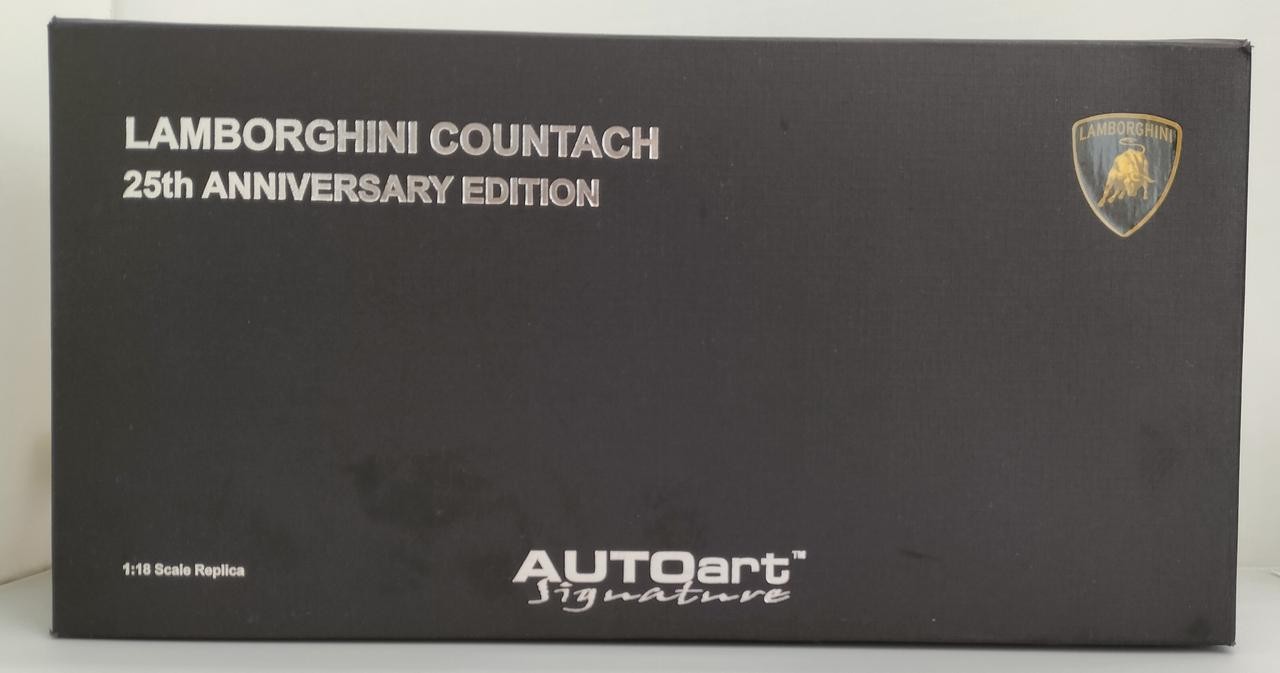 LAMBORGHINI COUNTACH
25th ANNIVERSARY EDITION
LAMBORGHINI
1:18 Scale Replica
AUTOart™
Signature